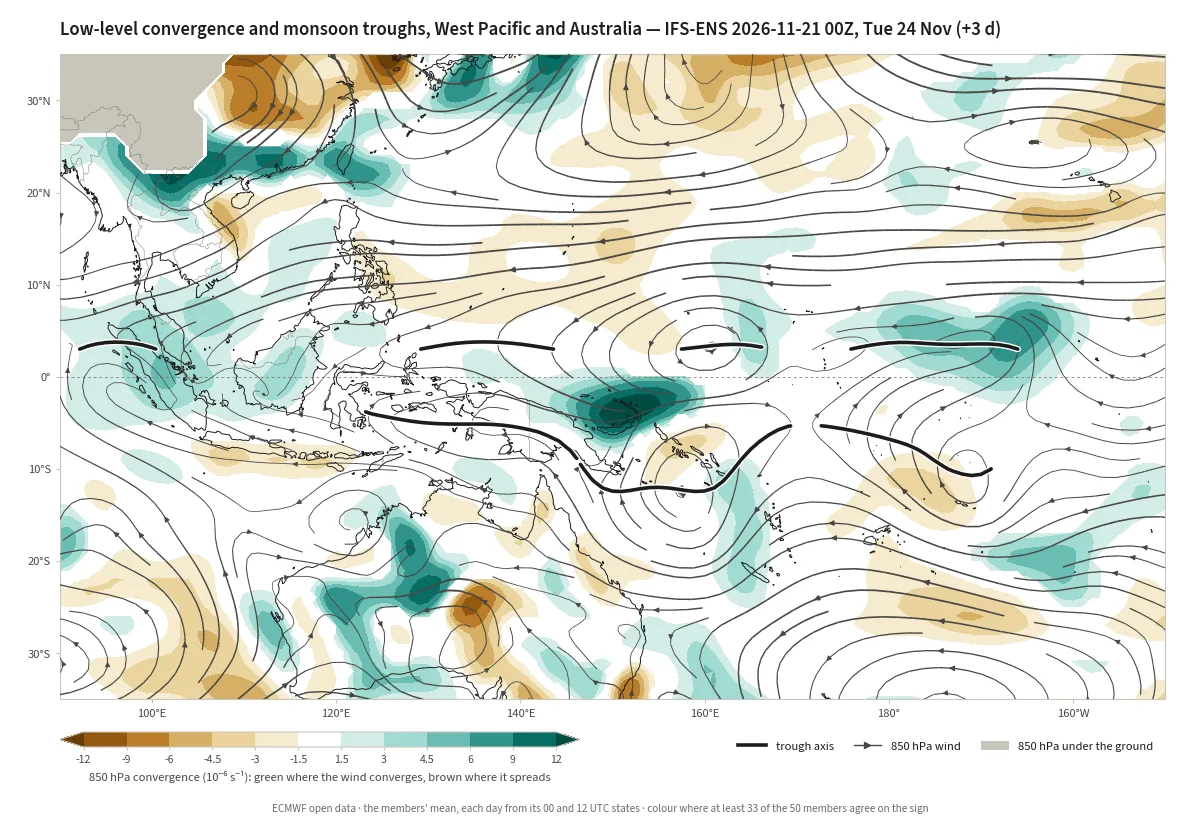 Low-level convergence and monsoon troughs, West Pacific and Australia — IFS-ENS 2026-11-21 00Z, Tue 24 Nov (+3 d)
30°N
20°N
10°N
0°
10°S
20°S
30°S
100°E 120°E 140°E 160°E 180° 160°W
-12 -9 -6 -4.5 -3 -1.5 1.5 3 4.5 6 9 12
850 hPa convergence (10⁻⁶ s⁻¹): green where the wind converges, brown where it spreads
trough axis 850 hPa wind 850 hPa under the ground
ECMWF open data · the members' mean, each day from its 00 and 12 UTC states · colour where at least 33 of the 50 members agree on the sign